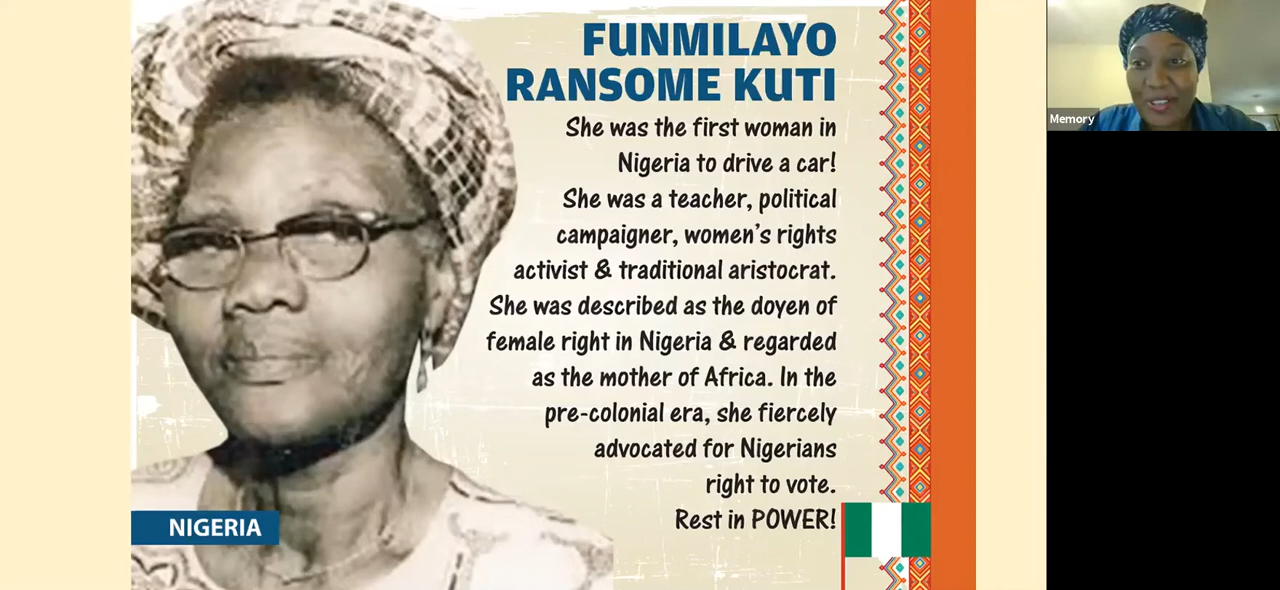 FUNMILAYO
RANSOME KUTI
She was the first woman in
Nigeria to drive a car!
She was a teacher, political
campaigner, women's rights
activist & traditional aristocrat.
She was described as the doyen of
female right in Nigeria & regarded
as the mother of Africa. In the
pre-colonial era, she fiercely
advocated for Nigerians
right to vote.
Rest in POWER!
NIGERIA
Memory